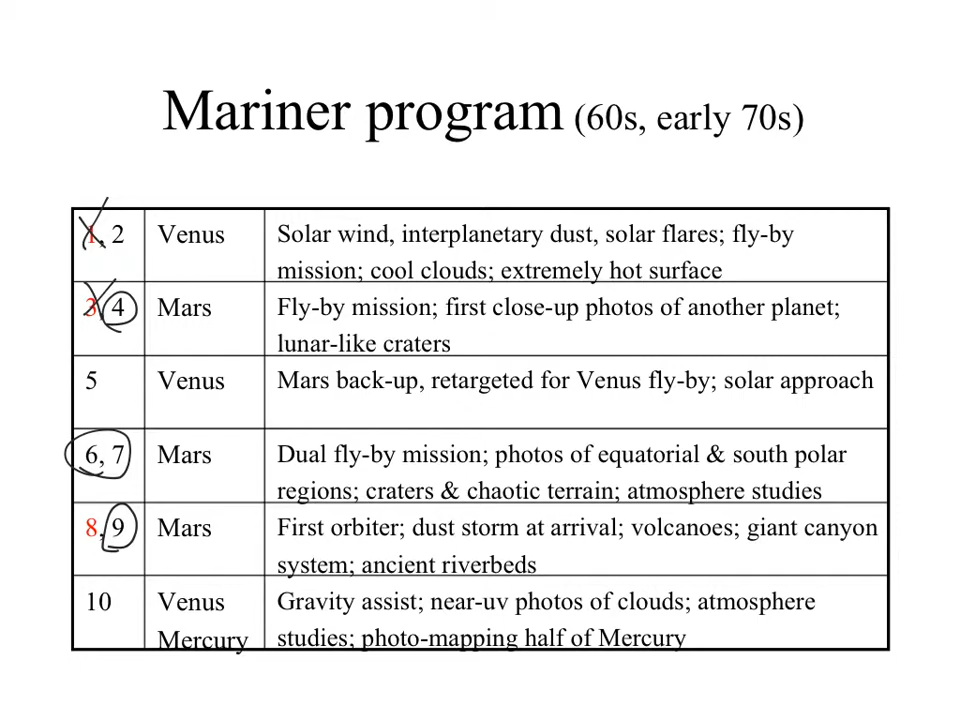 Mariner program (60s, early 70s)
1, 2 Venus Solar wind, interplanetary dust, solar flares; fly-by
mission; cool clouds; extremely hot surface
3, 4 Mars Fly-by mission; first close-up photos of another planet;
lunar-like craters
5 Venus Mars back-up, retargeted for Venus fly-by; solar approach
6, 7 Mars Dual fly-by mission; photos of equatorial & south polar
regions; craters & chaotic terrain; atmosphere studies
8, 9 Mars First orbiter; dust storm at arrival; volcanoes; giant canyon
system; ancient riverbeds
10 Venus Gravity assist; near-uv photos of clouds; atmosphere
Mercury studies; photo-mapping half of Mercury